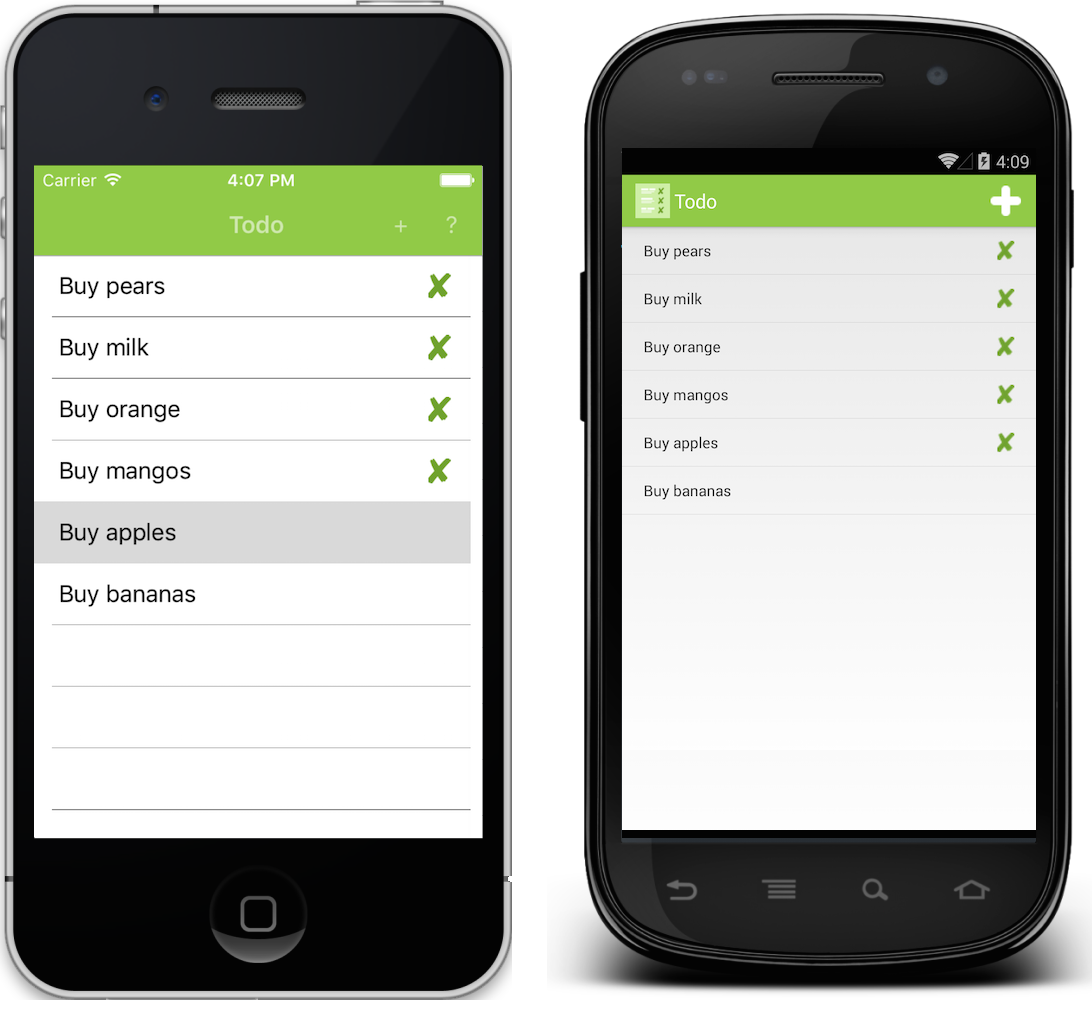 Carrier 4:07 PM
Todo + ?
Buy pears
Buy milk
Buy orange
Buy mangos
Buy apples
Buy bananas
4:09
Todo
Buy pears
Buy milk
Buy orange
Buy mangos
Buy apples
Buy bananas